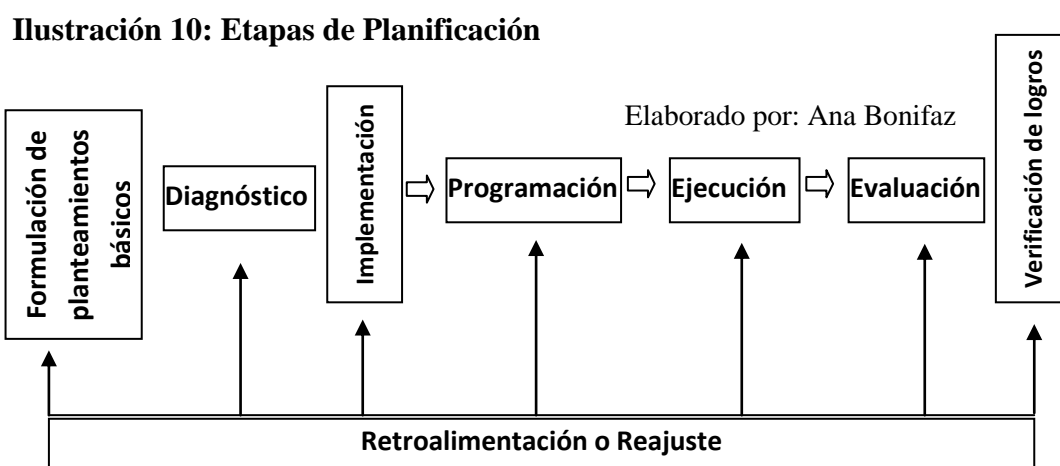 Ilustración 10: Etapas de Planificación
Elaborado por: Ana Bonifaz
Formulación de
planteamientos
básicos
Diagnóstico
Implementación
Programación
Ejecución
Evaluación
Verificación de logros
Retroalimentación o Reajuste